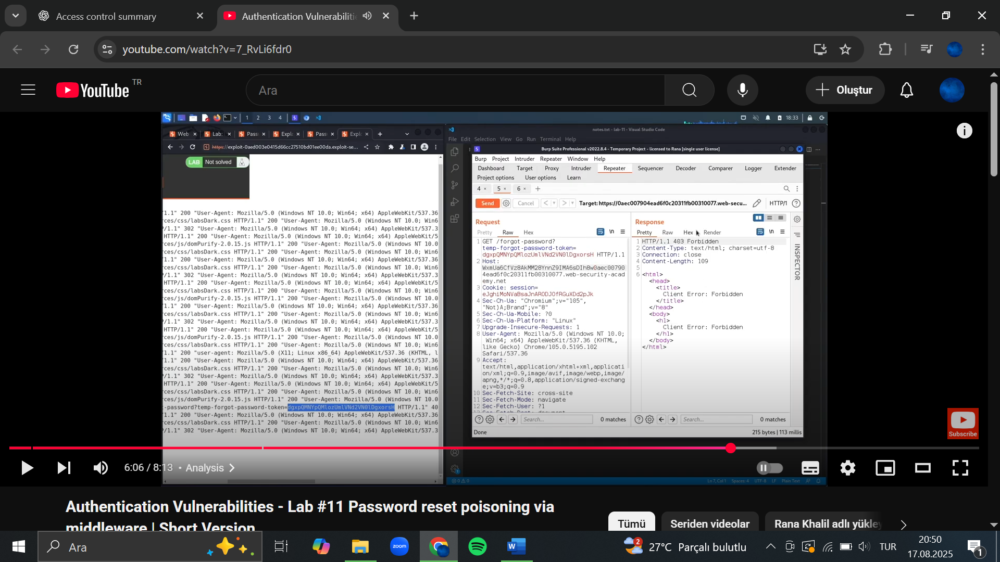 Access control summary
Authentication Vulnerabiliti
youtube.com/watch?v=7_RvLi6fdr0
YouTube TR
Ara
Oluştur
1 2 3 4
18:33
Web
Lab:
Pass
Expl
Pass
Expl
https://exploit-0aed003e0415d66cc27510bd01ee00da.exploit-se...
LAB Not solved
/1.1" 200 "User-Agent: Mozilla/5.0 (Windows NT 10.0; Win64; x64) AppleWebKit/537.36
rces/css/labsDark.css HTTP/1.1" 200 "User-Agent: Mozilla/5.0 (Windows NT 10.0; Win6
P/1.1" 302 "User-Agent: Mozilla/5.0 (Windows NT 10.0; Win64; x64) AppleWebKit/537.3
HTTP/1.1" 200 "User-Agent: Mozilla/5.0 (Windows NT 10.0; Win64; x64) AppleWebKit/5
rces/js/domPurify-2.0.15.js HTTP/1.1" 200 "User-Agent: Mozilla/5.0 (Windows NT 10.0
rces/css/labsDark.css HTTP/1.1" 200 "User-Agent: Mozilla/5.0 (Windows NT 10.0; Win6
/1.1" 200 "User-Agent: Mozilla/5.0 (Windows NT 10.0; Win64; x64) AppleWebKit/537.36
rces/css/labsDark.css HTTP/1.1" 200 "User-Agent: Mozilla/5.0 (Windows NT 10.0; Win6
P/1.1" 302 "User-Agent: Mozilla/5.0 (Windows NT 10.0; Win64; x64) AppleWebKit/537.3
HTTP/1.1" 200 "User-Agent: Mozilla/5.0 (Windows NT 10.0; Win64; x64) AppleWebKit/5
rces/css/labsDark.css HTTP/1.1" 200 "User-Agent: Mozilla/5.0 (Windows NT 10.0; Win6
rces/js/domPurify-2.0.15.js HTTP/1.1" 200 "User-Agent: Mozilla/5.0 (Windows NT 10.0
/1.1" 200 "User-Agent: Mozilla/5.0 (Windows NT 10.0; Win64; x64) AppleWebKit/537.36
rces/css/labsDark.css HTTP/1.1" 200 "User-Agent: Mozilla/5.0 (Windows NT 10.0; Win6
P/1.1" 302 "User-Agent: Mozilla/5.0 (Windows NT 10.0; Win64; x64) AppleWebKit/537.3
HTTP/1.1" 200 "User-Agent: Mozilla/5.0 (Windows NT 10.0; Win64; x64) AppleWebKit/5
rces/js/domPurify-2.0.15.js HTTP/1.1" 200 "User-Agent: Mozilla/5.0 (Windows NT 10.0
rces/css/labsDark.css HTTP/1.1" 200 "User-Agent: Mozilla/5.0 (Windows NT 10.0; Win6
/1.1" 200 "user-agent: Mozilla/5.0 (X11; Linux x86_64) AppleWebKit/537.36 (KHTML, l
/1.1" 200 "User-Agent: Mozilla/5.0 (Windows NT 10.0; Win64; x64) AppleWebKit/537.36
rces/css/labsDark.css HTTP/1.1" 200 "User-Agent: Mozilla/5.0 (Windows NT 10.0; Win6
P/1.1" 302 "User-Agent: Mozilla/5.0 (Windows NT 10.0; Win64; x64) AppleWebKit/537.3
HTTP/1.1" 200 "User-Agent: Mozilla/5.0 (Windows NT 10.0; Win64; x64) AppleWebKit/5
rces/css/labsDark.css HTTP/1.1" 200 "User-Agent: Mozilla/5.0 (Windows NT 10.0; Win6
rces/js/domPurify-2.0.15.js HTTP/1.1" 200 "User-Agent: Mozilla/5.0 (Windows NT 10.0
t-password?temp-forgot-password-token=dgxpQMNYpQMlozUmlVNd2VN0lDgxorsH HTTP/1.1" 40
/1.1" 200 "User-Agent: Mozilla/5.0 (Windows NT 10.0; Win64; x64) AppleWebKit/537.36
rces/css/labsDark.css HTTP/1.1" 200 "User-Agent: Mozilla/5.0 (Windows NT 10.0; Win6
P/1.1" 302 "User-Agent: Mozilla/5.0 (Windows NT 10.0; Win64; x64) AppleWebKit/537.3
notes.txt - lab-11 - Visual Studio Code
File Edit Selection View Go Run Terminal Help
Burp Suite Professional v2022.8.4 - Temporary Project - licensed to Rana [single user license]
Burp Project Intruder Repeater Window Help
Dashboard Target Proxy Intruder Repeater Sequencer Decoder Comparer Logger Extender
Project options User options Learn
4 × 5 × 6 × +
Send Cancel Target: https://0aec007904ead6f0c20311fb00310077.web-secu... HTTP/1
Request
Pretty Raw Hex \n
1 GET /forgot-password?
temp-forgot-password-token=
dgxpQMNYpQMlozUmlVNd2VN0lDgxorsH HTTP/1.1
2 Host:
WxmUa6CfVz8AkMM28YnnZ9IMA6sDIh8w0aec00790
4ead6f0c20311fb00310077.web-security-acad
emy.net
3 Cookie: session=
eJghiMoNVaBsaJnARODJOfRGuXDd2pJk
4 Sec-Ch-Ua: "Chromium";v="105",
"Not)A;Brand";v="8"
5 Sec-Ch-Ua-Mobile: ?0
6 Sec-Ch-Ua-Platform: "Linux"
7 Upgrade-Insecure-Requests: 1
8 User-Agent: Mozilla/5.0 (Windows NT 10.0;
Win64; x64) AppleWebKit/537.36 (KHTML,
like Gecko) Chrome/105.0.5195.102
Safari/537.36
9 Accept:
text/html,application/xhtml+xml,applicati
on/xml;q=0.9,image/avif,image/webp,image/
apng,*/*;q=0.8,application/signed-exchang
e;v=b3;q=0.9
10 Sec-Fetch-Site: cross-site
11 Sec-Fetch-Mode: navigate
12 Sec-Fetch-User: ?1
Sec-Fetch-Dest: document
Search... 0 matches
Response
Pretty Raw Hex Render \n
1 HTTP/1.1 403 Forbidden
2 Content-Type: text/html; charset=utf-8
3 Connection: close
4 Content-Length: 109
5
6 <html>
<head>
<title>
Client Error: Forbidden
</title>
</head>
<body>
<h1>
Client Error: Forbidden
</h1>
</body>
</html>
Search... 0 matches
INSPECTOR
Done
215 bytes | 113 millis
Ln 7, Col 1 Spaces: 4 UTF-8 LF Plain Text
Subscribe
6:06 / 8:13 • Analysis
Authentication Vulnerabilities - Lab #11 Password reset poisoning via
middleware | Short Version
Tümü
Seriden videolar
Rana Khalil adlı yükley
Ara
zoom
2
27°C Parçalı bulutlu
TUR
20:50
17.08.2025
1